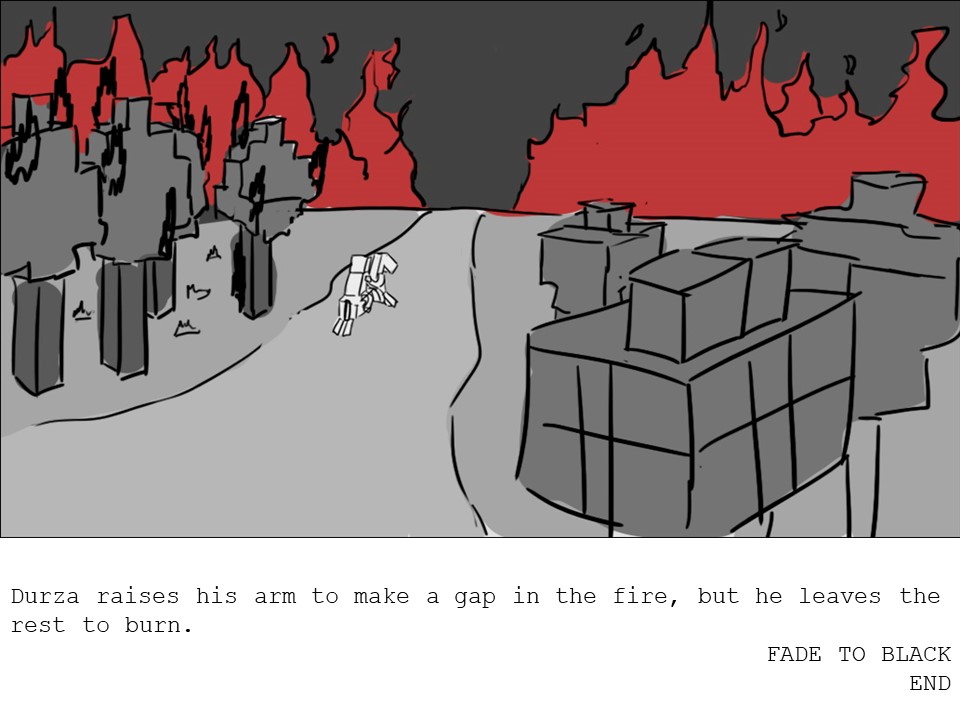 Durza raises his arm to make a gap in the fire, but he leaves the
rest to burn.
FADE TO BLACK
END